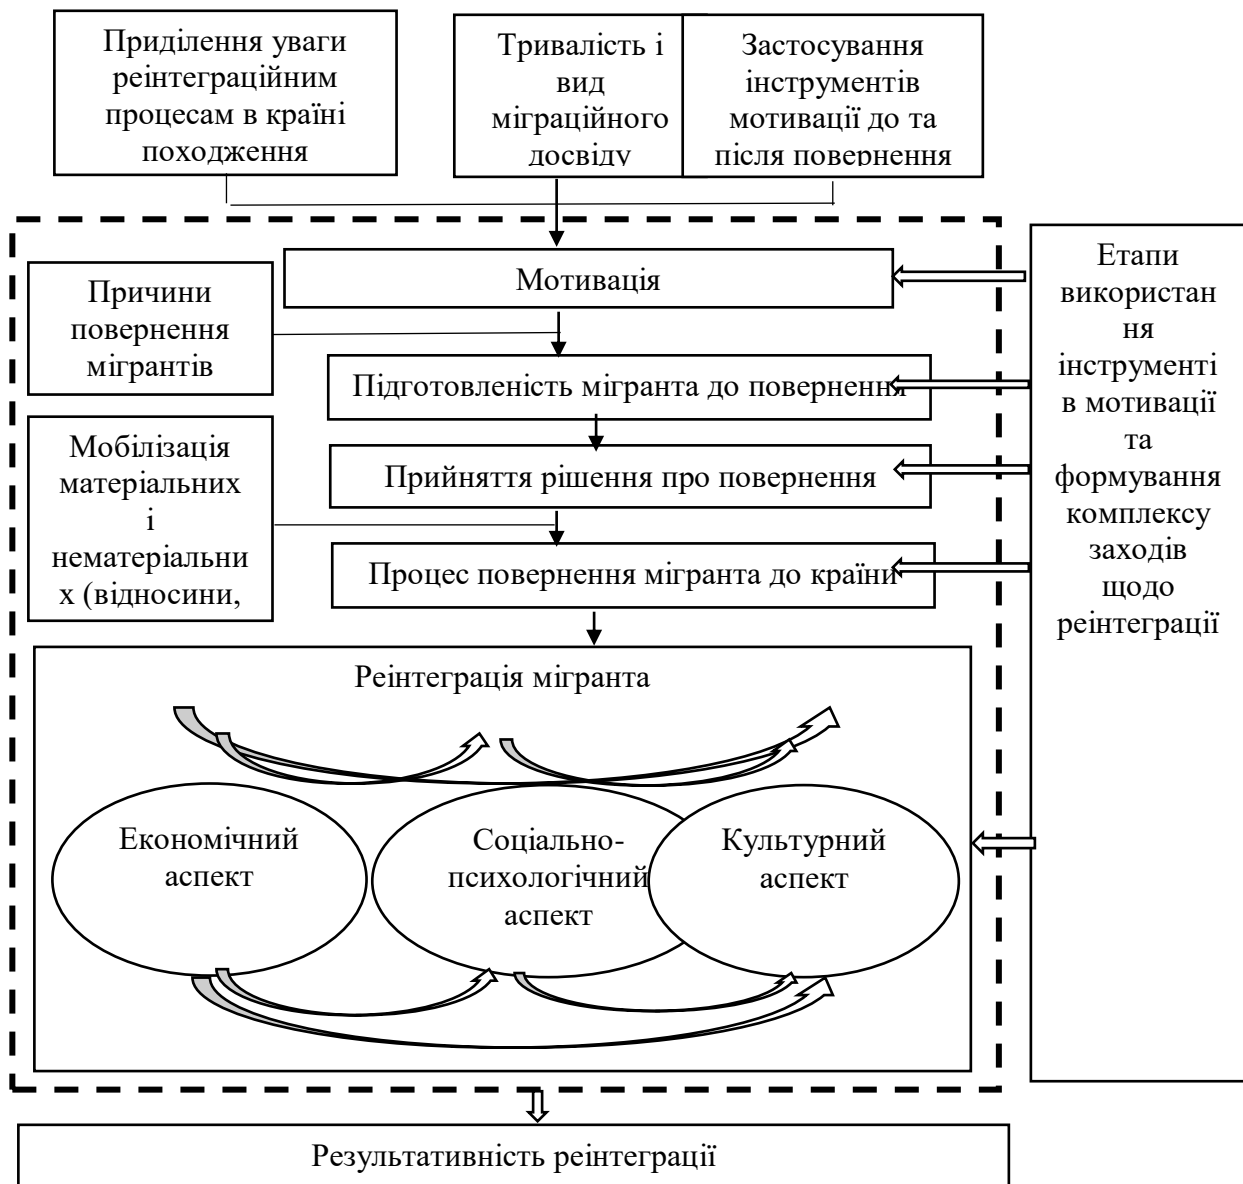 Приділення уваги
реінтеграційним
процесам в країні
походження
Тривалість і
вид
міграційного
досвіду
Застосування
інструментів
мотивації до та
після повернення
Мотивація
Причини
повернення
мігрантів
Підготовленість мігранта до повернення
Прийняття рішення про повернення
Мобілізація
матеріальних
і
нематеріальни
х (відносини,
Процес повернення мігранта до країни
Етапи
використан
ня
інструменті
в мотивації
та
формування
комплексу
заходів
щодо
реінтеграції
Реінтеграція мігранта
Економічний
аспект
Соціально-
психологічний
аспект
Культурний
аспект
Результативність реінтеграції